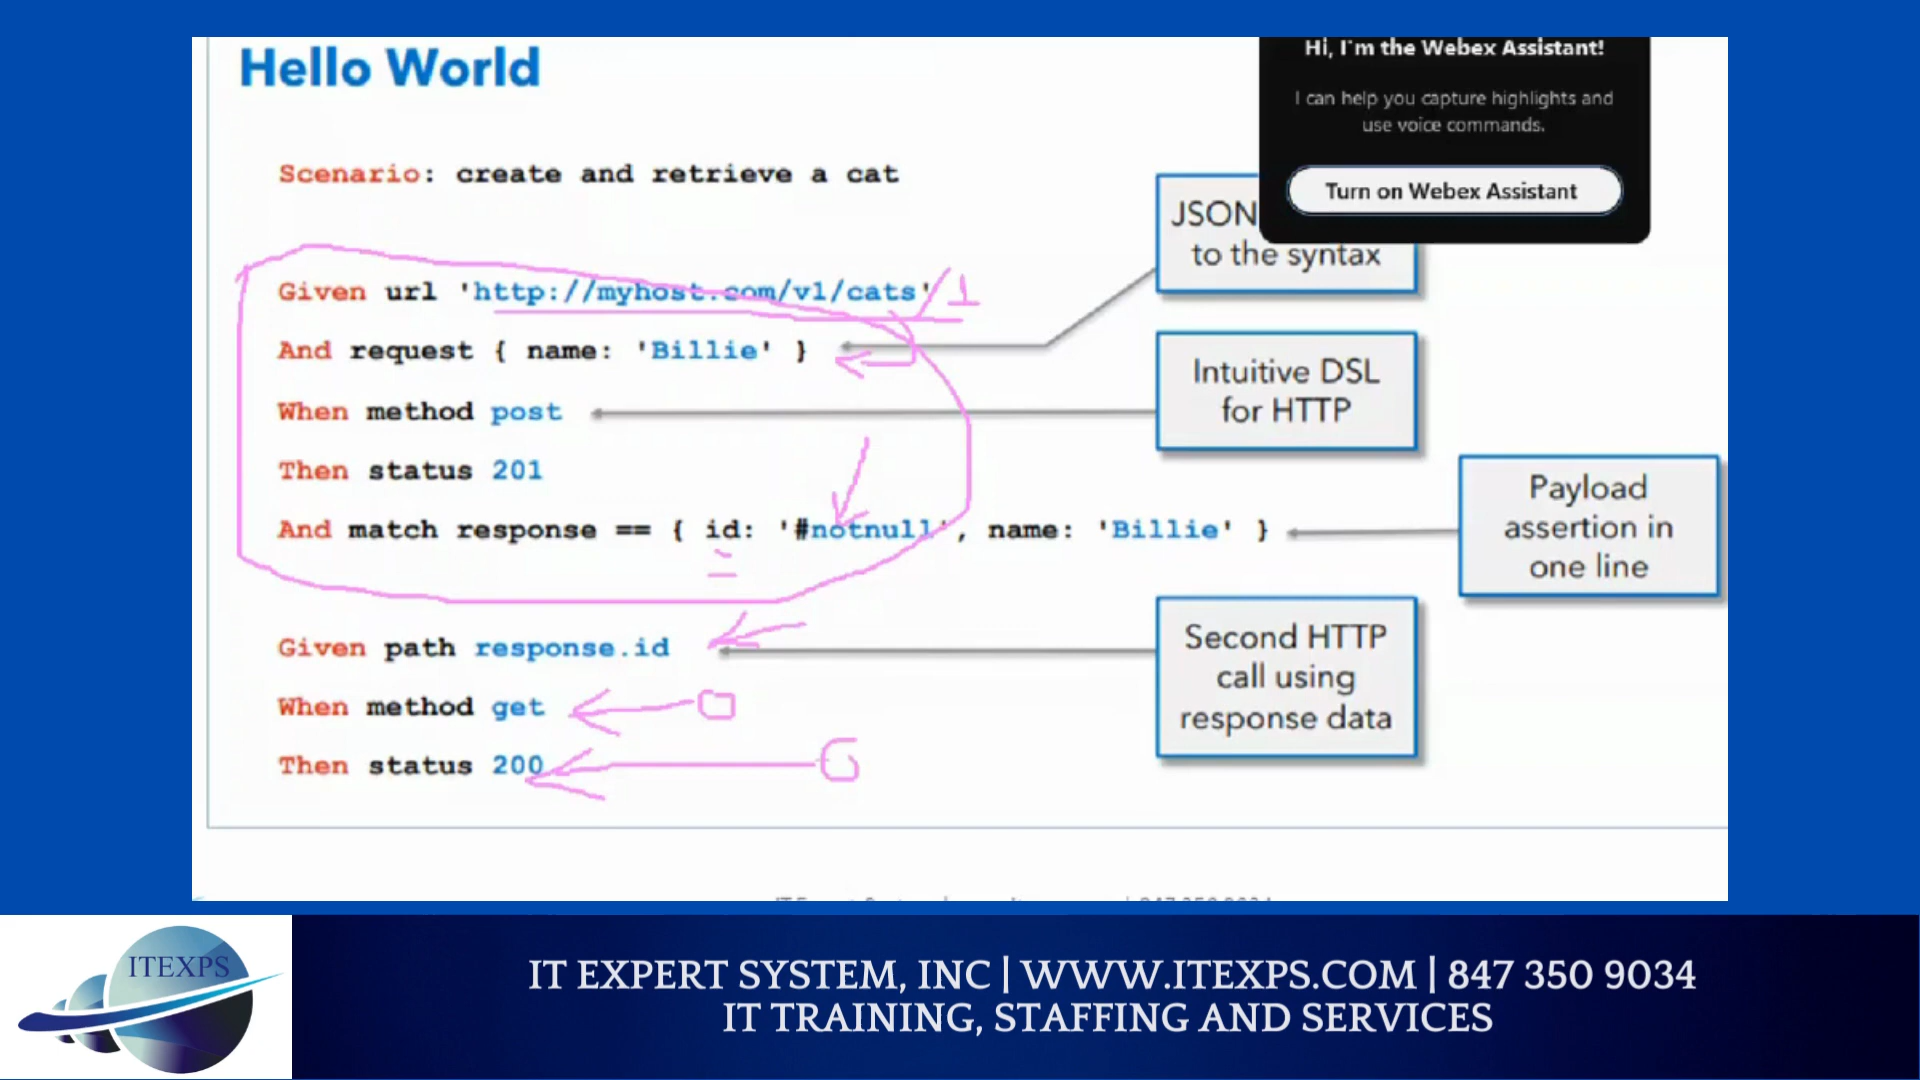 Hello World
Hi, I'm the Webex Assistant!
I can help you capture highlights and
use voice commands.
Turn on Webex Assistant
Scenario: create and retrieve a cat
JSON
to the syntax
Given url 'http://myhost.com/v1/cats'
/1
And request { name: 'Billie' }
Intuitive DSL
for HTTP
When method post
Then status 201
And match response == { id: '#notnull', name: 'Billie' }
Payload
assertion in
one line
Given path response.id
Second HTTP
call using
response data
When method get
Then status 200
ITEXPS
IT EXPERT SYSTEM, INC | WWW.ITEXPS.COM | 847 350 9034
IT TRAINING, STAFFING AND SERVICES